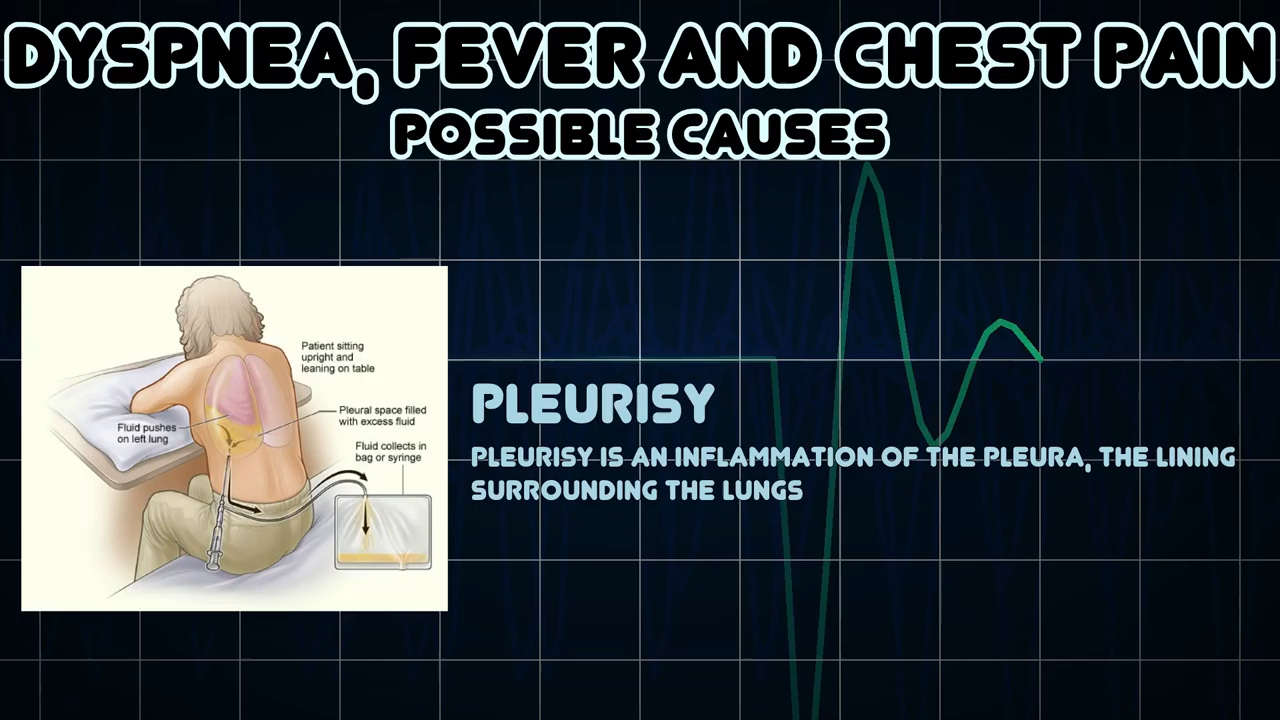 DYSPNEA, FEVER AND CHEST PAIN
POSSIBLE CAUSES
Patient sitting
upright and
leaning on table
Pleural space filled
with excess fluid
Fluid pushes
on left lung
Fluid collects in
bag or syringe
PLEURISY
PLEURISY IS AN INFLAMMATION OF THE PLEURA, THE LINING
SURROUNDING THE LUNGS